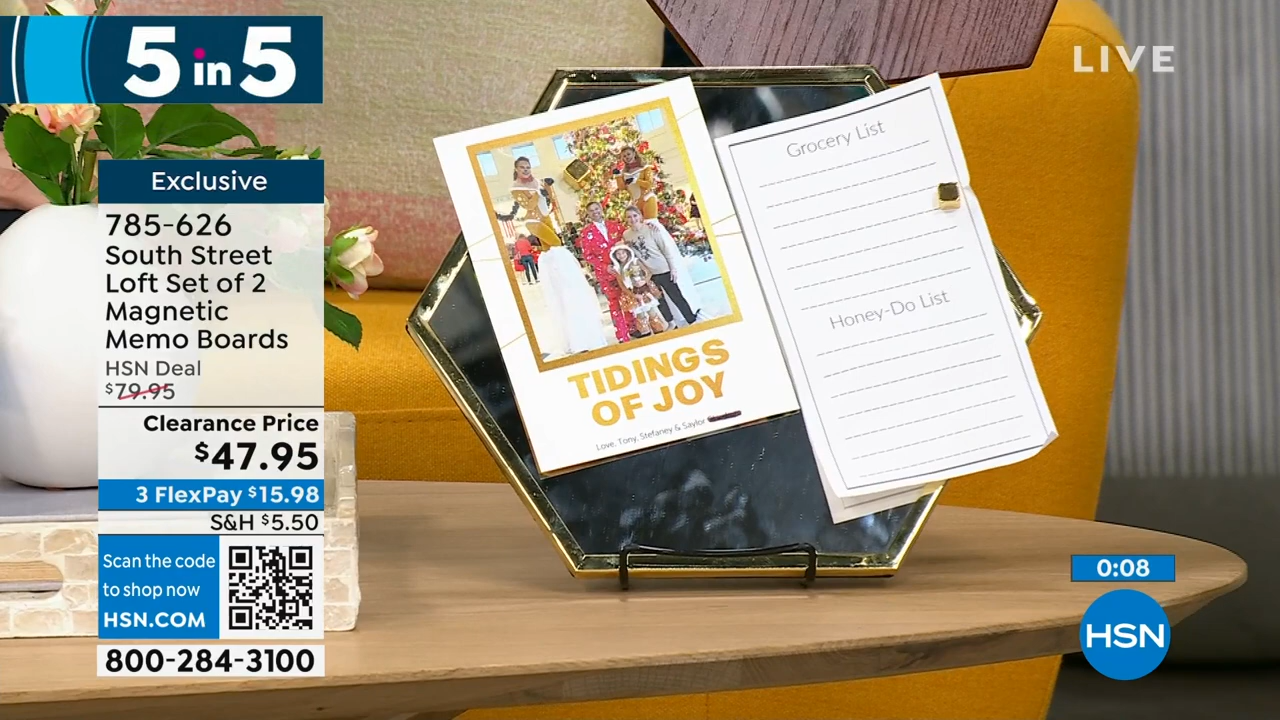 5 in 5
LIVE
Exclusive
785-626
South Street
Loft Set of 2
Magnetic
Memo Boards
HSN Deal
$79.95
Clearance Price
$47.95
3 FlexPay $15.98
S&H $5.50
Scan the code
to shop now
HSN.COM
800-284-3100
TIDINGS
OF JOY
Love, Tony, Stefaney & Saylor
Grocery List
Honey-Do List
0:08
HSN